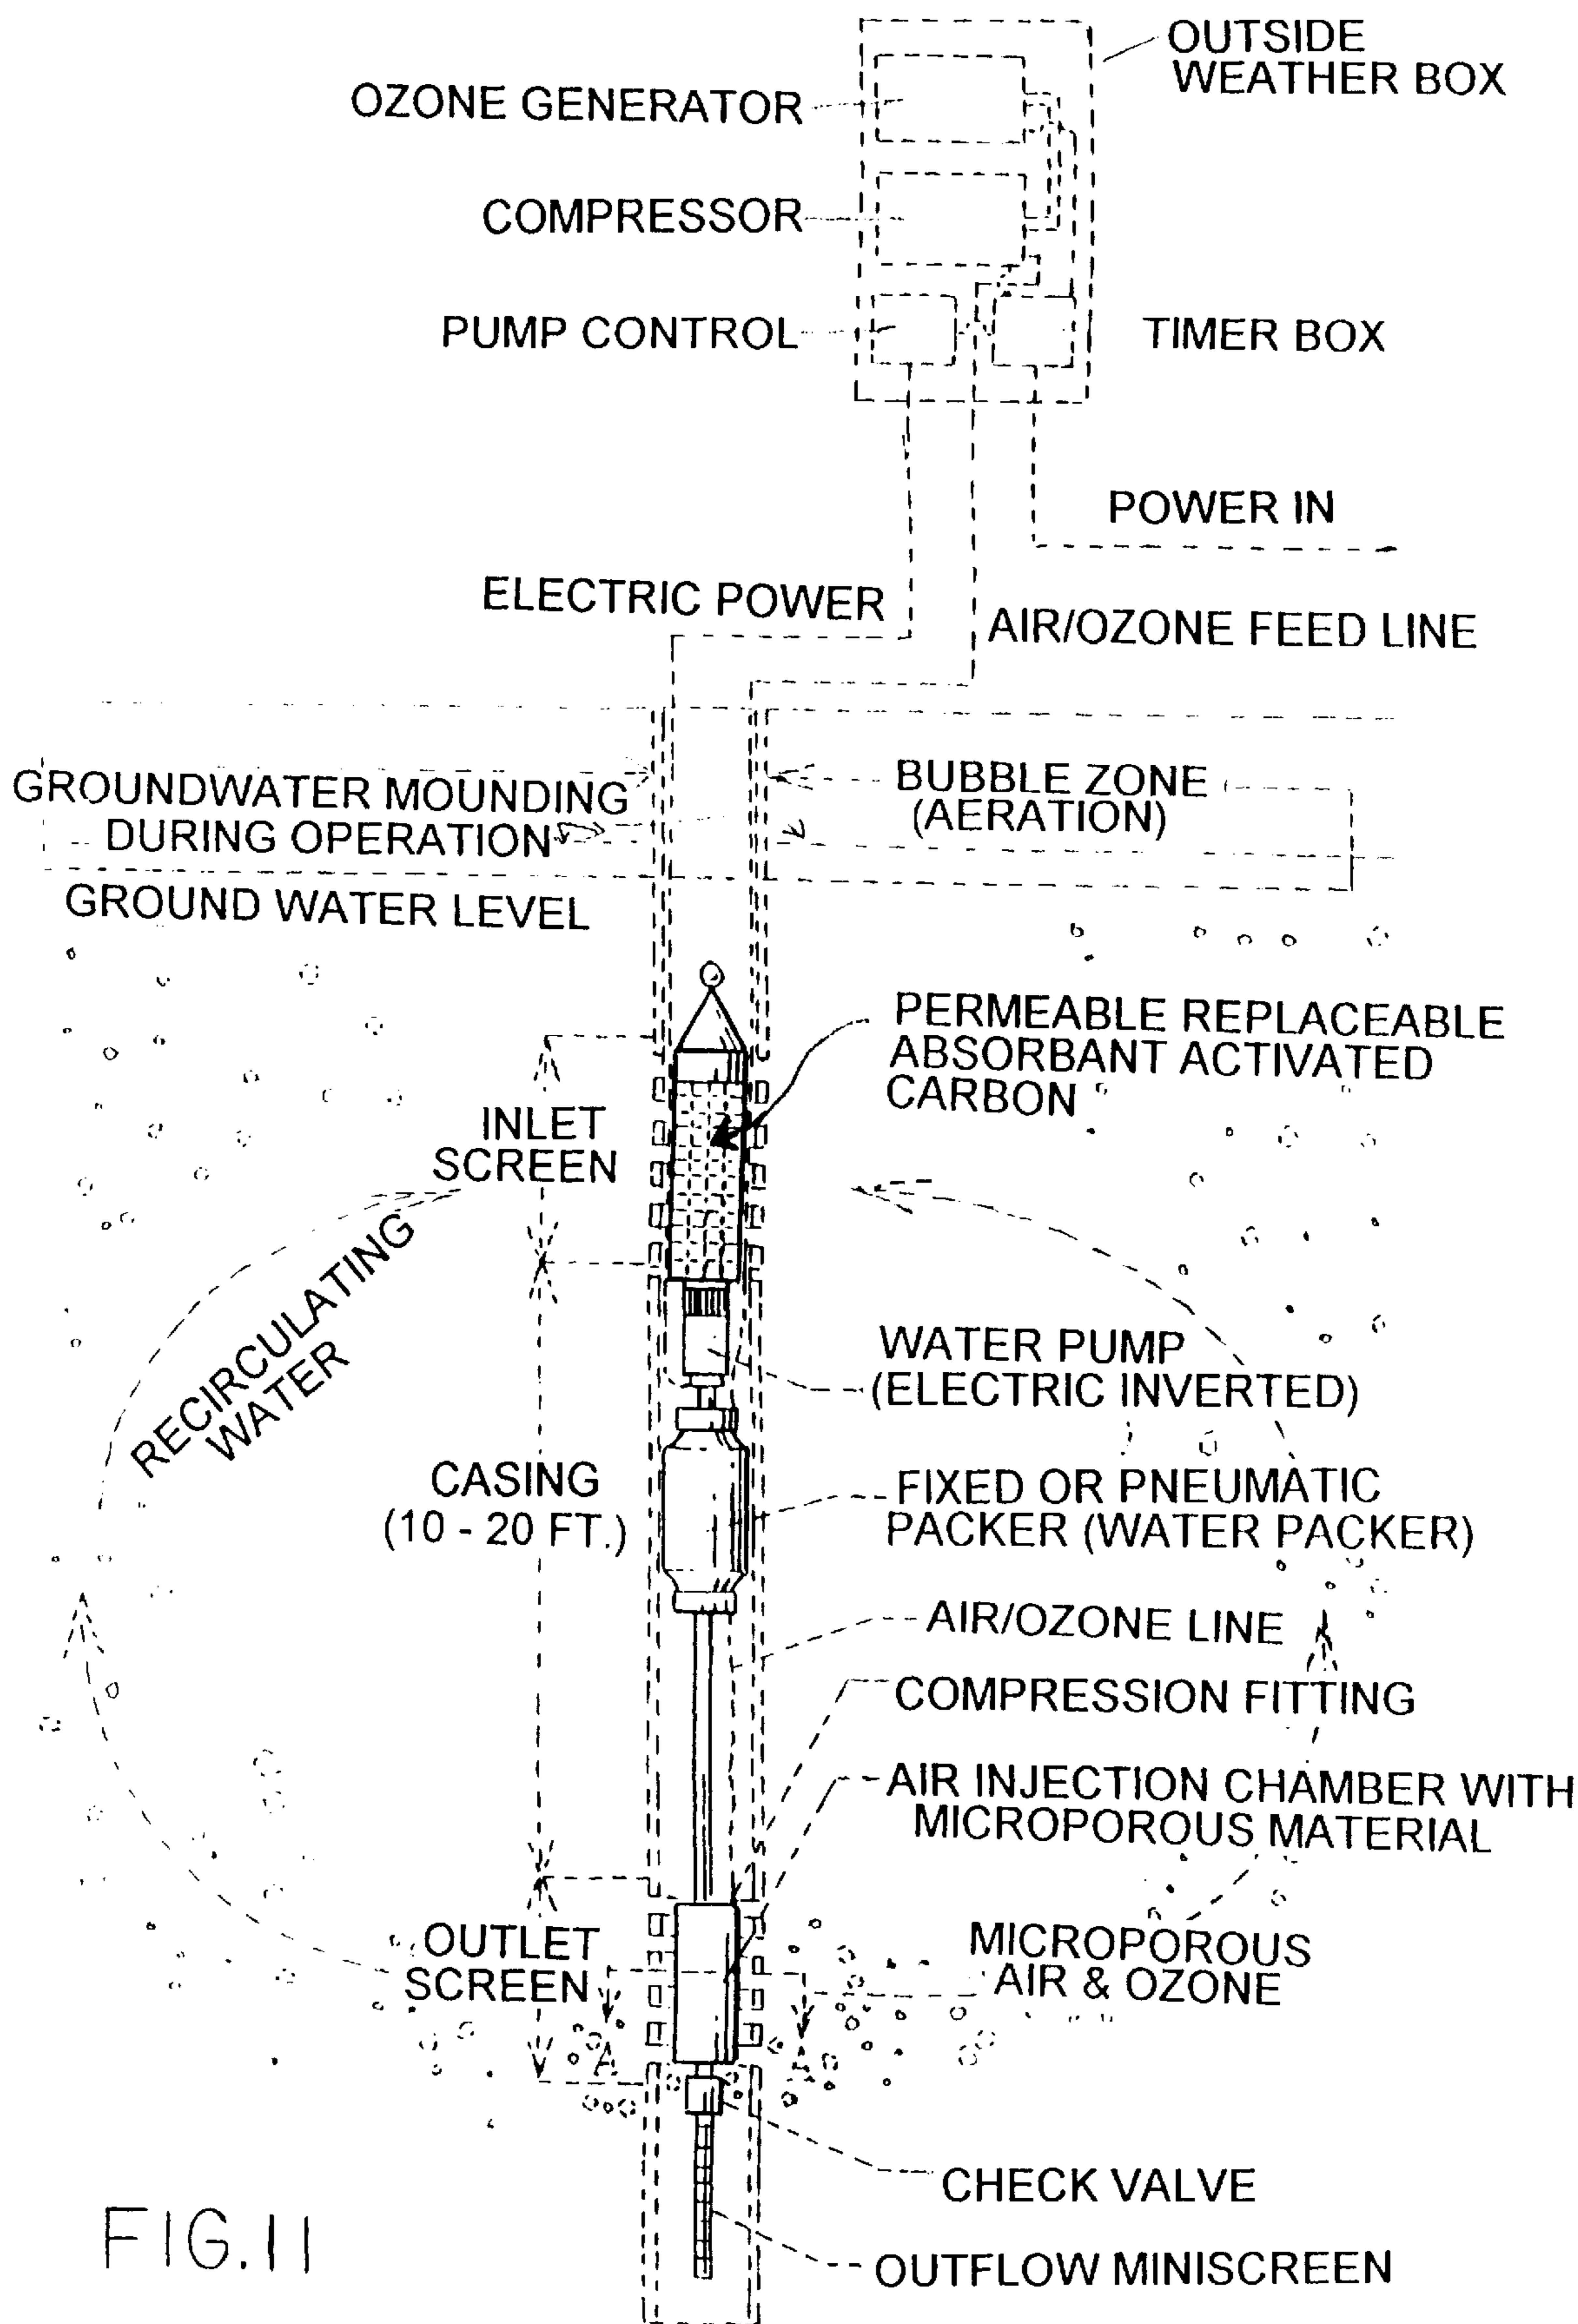 OUTSIDE
WEATHER BOX
OZONE GENERATOR
COMPRESSOR
PUMP CONTROL
TIMER BOX
POWER IN
ELECTRIC POWER
AIR/OZONE FEED LINE
GROUNDWATER MOUNDING
DURING OPERATION
BUBBLE ZONE
(AERATION)
GROUND WATER LEVEL
PERMEABLE REPLACEABLE
ABSORBANT ACTIVATED
CARBON
INLET
SCREEN
RECIRCULATING
WATER
WATER PUMP
(ELECTRIC INVERTED)
CASING
(10 - 20 FT.)
FIXED OR PNEUMATIC
PACKER (WATER PACKER)
AIR/OZONE LINE
COMPRESSION FITTING
AIR INJECTION CHAMBER WITH
MICROPOROUS MATERIAL
OUTLET
SCREEN
MICROPOROUS
AIR & OZONE
A
A
CHECK VALVE
OUTFLOW MINISCREEN
FIG.11